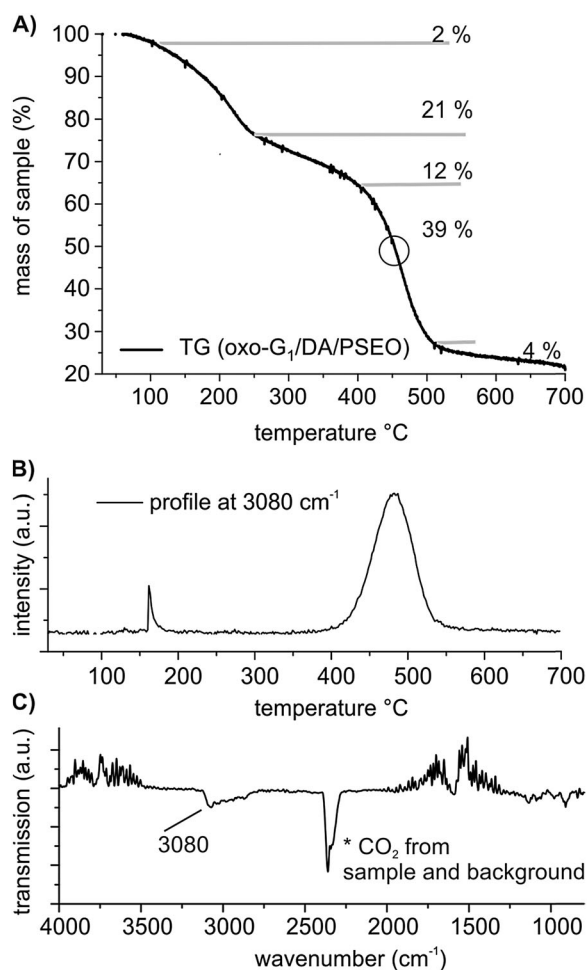 A)
100
90
80
70
60
50
40
30
20
mass of sample (%)
2 %
21 %
12 %
39 %
4 %
TG (oxo-G₁/DA/PSEO)
100 200 300 400 500 600 700
temperature °C
B)
intensity (a.u.)
profile at 3080 cm⁻¹
100 200 300 400 500 600 700
temperature °C
C)
transmission (a.u.)
3080
* CO₂ from
sample and background
4000 3500 3000 2500 2000 1500 1000
wavenumber (cm⁻¹)